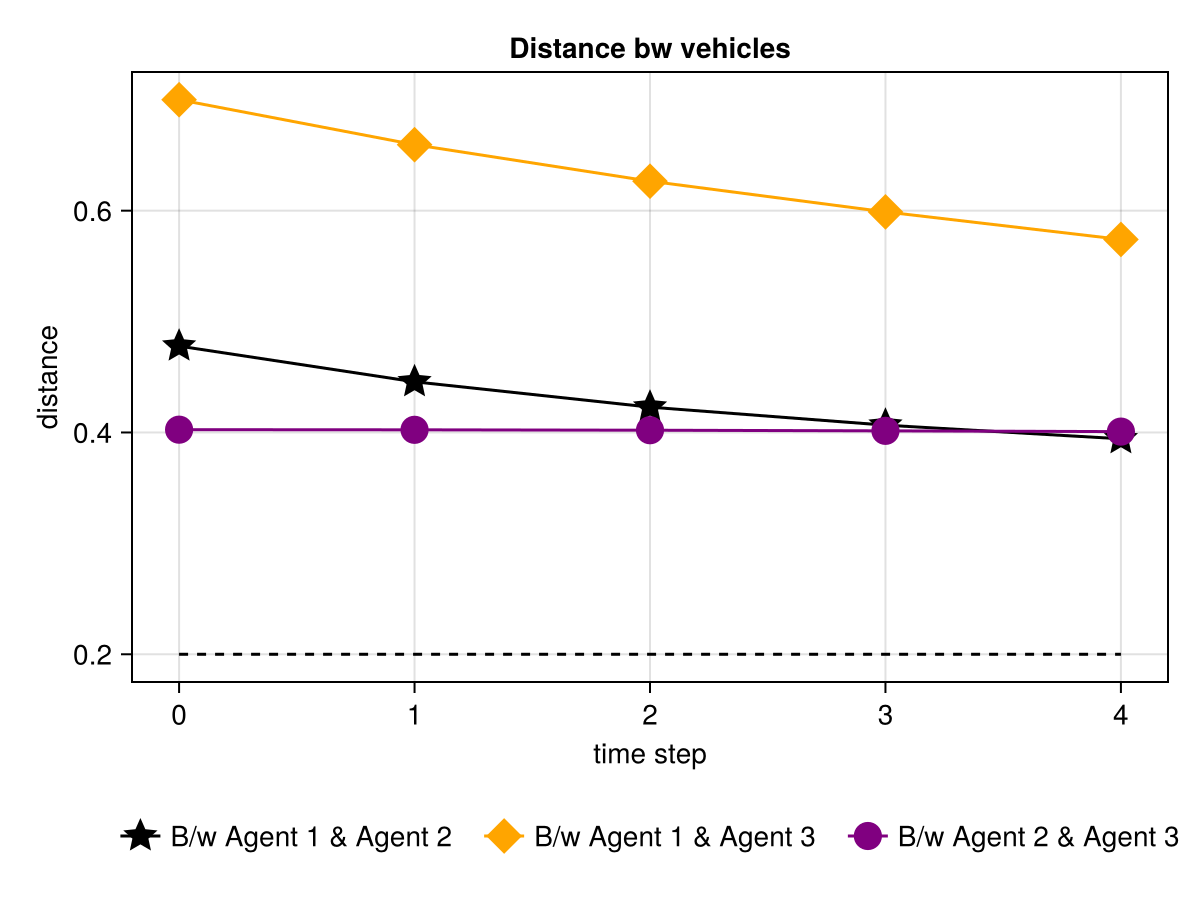 Distance bw vehicles
distance
0.6
0.4
0.2
0 1 2 3 4
time step
B/w Agent 1 & Agent 2 B/w Agent 1 & Agent 3 B/w Agent 2 & Agent 3